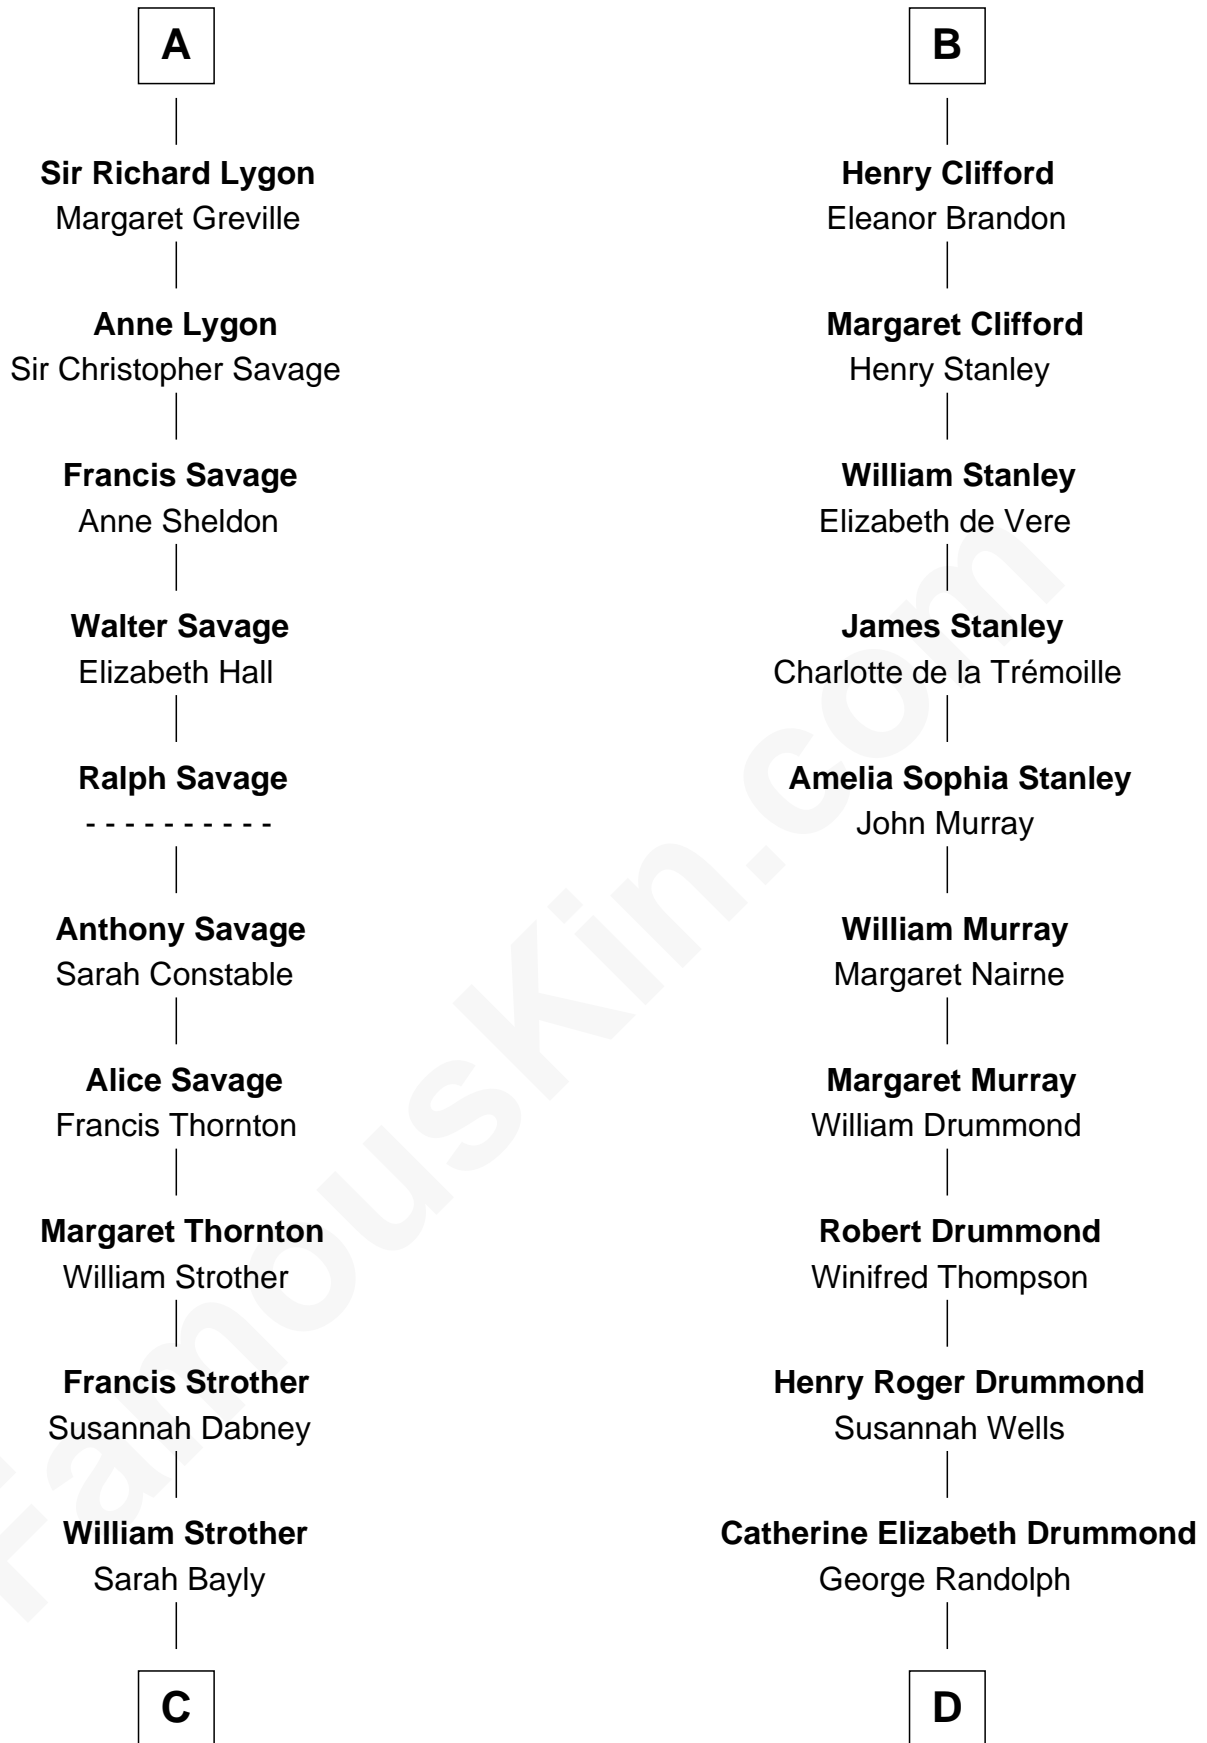 A
Sir Richard Lygon
Margaret Greville
Anne Lygon
Sir Christopher Savage
Francis Savage
Anne Sheldon
Walter Savage
Elizabeth Hall
Ralph Savage
- - - - - - - - - -
Anthony Savage
Sarah Constable
Alice Savage
Francis Thornton
Margaret Thornton
William Strother
Francis Strother
Susannah Dabney
William Strother
Sarah Bayly
C
B
Henry Clifford
Eleanor Brandon
Margaret Clifford
Henry Stanley
William Stanley
Elizabeth de Vere
James Stanley
Charlotte de la Trémoille
Amelia Sophia Stanley
John Murray
William Murray
Margaret Nairne
Margaret Murray
William Drummond
Robert Drummond
Winifred Thompson
Henry Roger Drummond
Susannah Wells
Catherine Elizabeth Drummond
George Randolph
D
FamousKin.com